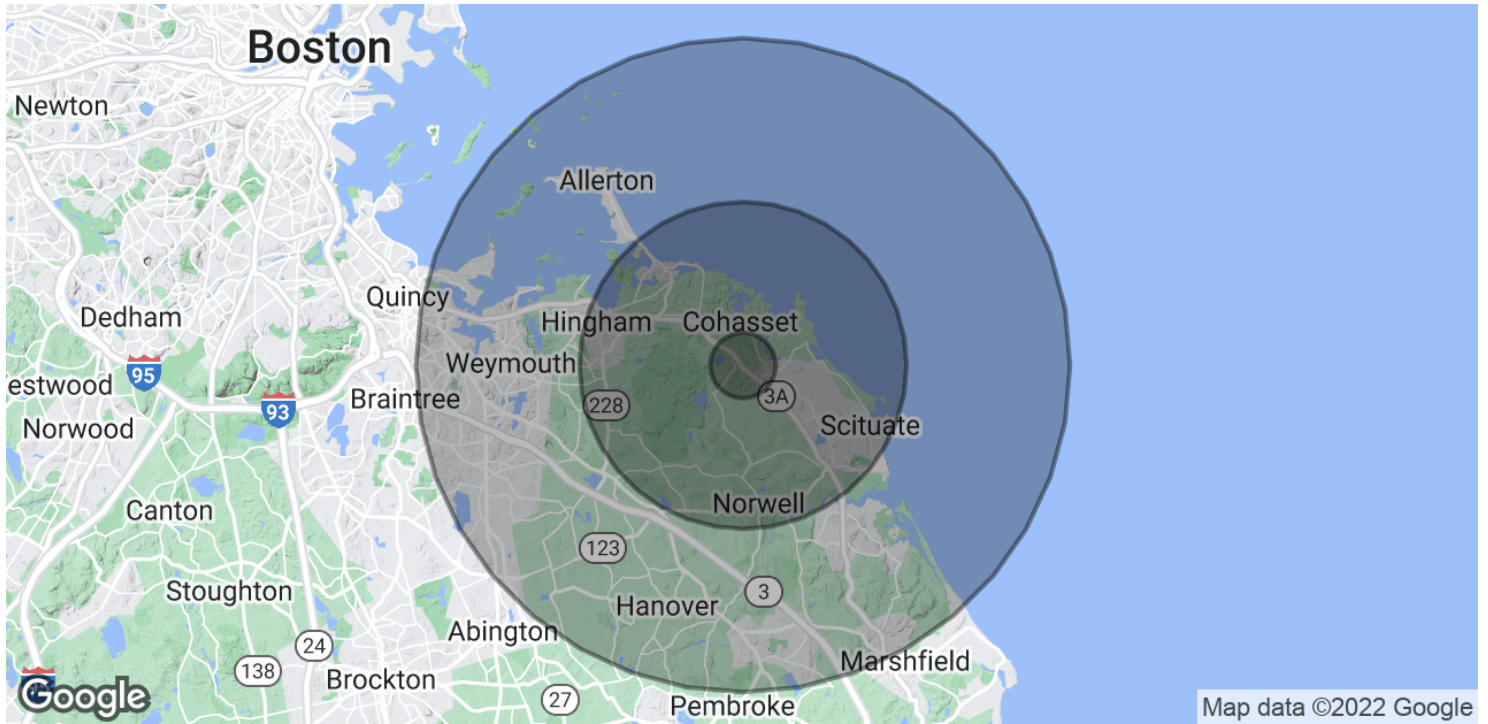 Boston
Newton
Allerton
Quincy
Dedham
Hingham
Cohasset
Weymouth
95
estwood
Braintree
3A
228
93
Norwood
Scituate
Norwell
Canton
123
Stoughton
3
Hanover
Abington
24
138
Brockton
Marshfield
27
Pembroke
Google
Map data ©2022 Google